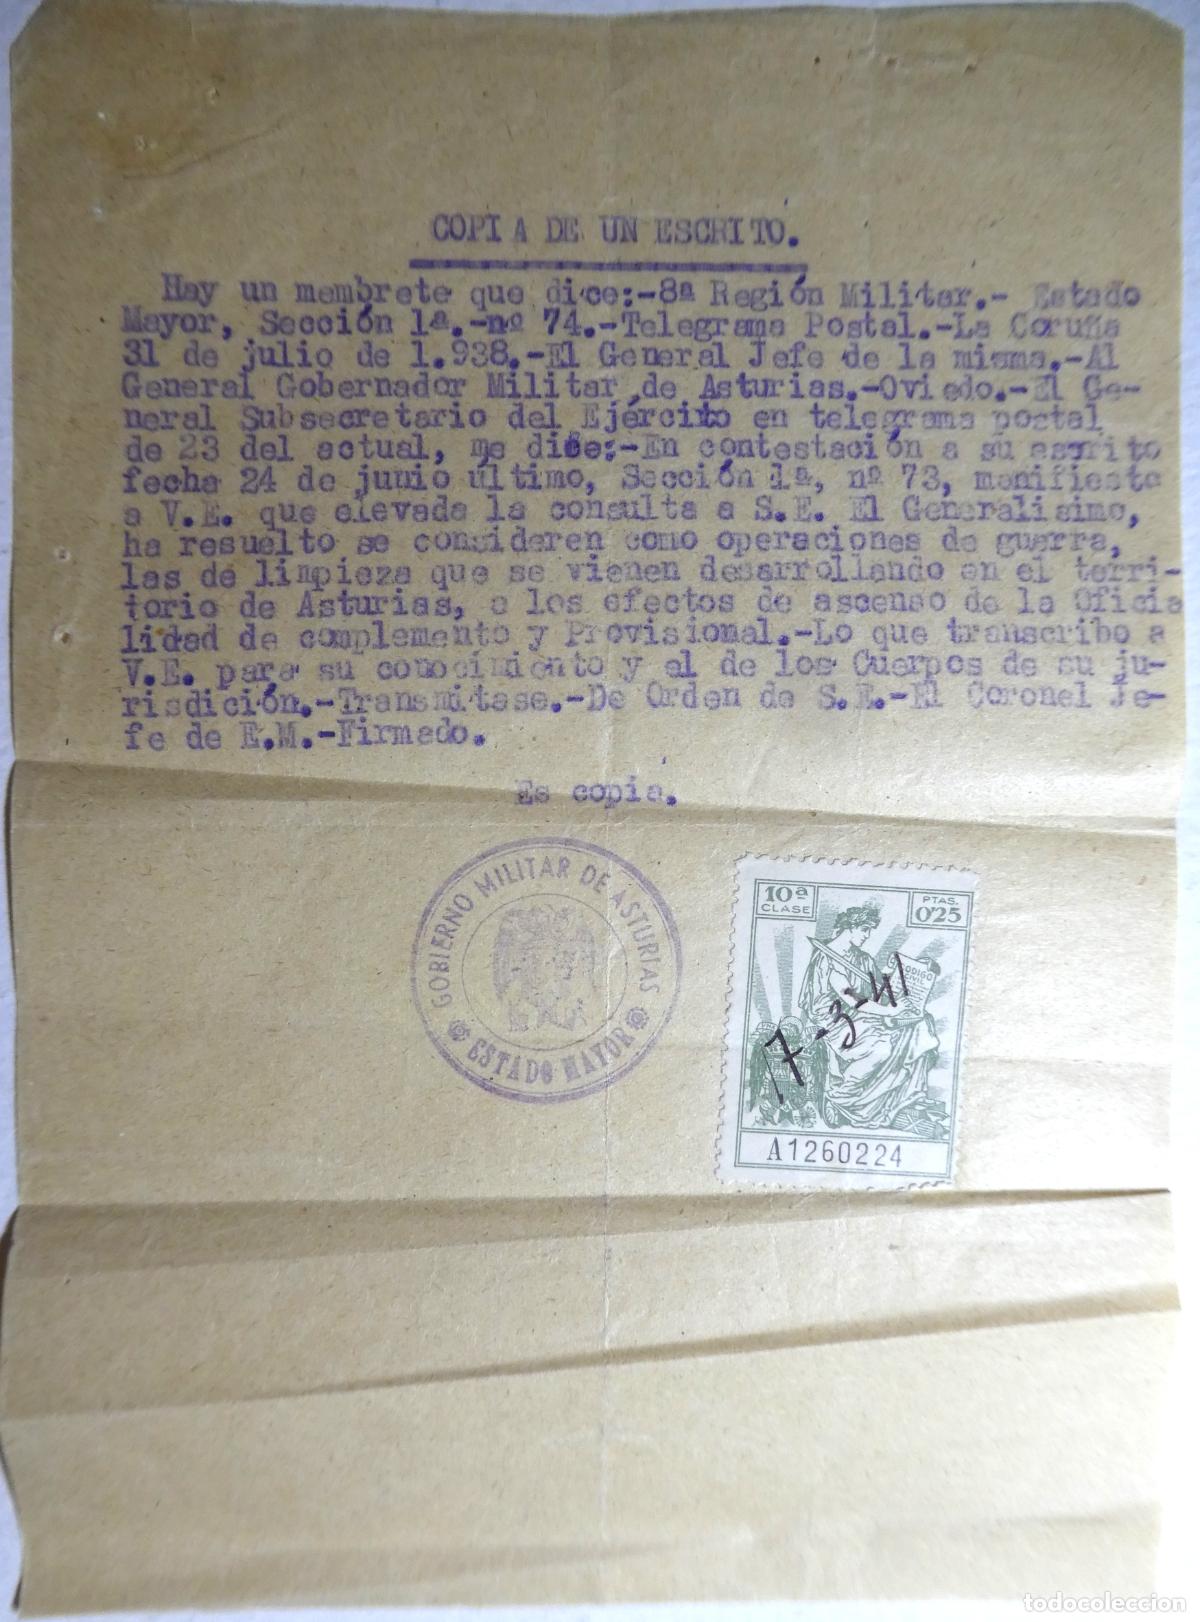 COPIA DE UN ESCRITO.
Hay un membrete que dice:-8ª Región Militar.- Estado
Mayor, Sección 1ª.-nº 74.-Telegrama Postal.-La Coruña
31 de julio de 1.938.-El General Jefe de la misma.-Al
General Gobernador Militar de Asturias.-Oviedo.-El Ge-
neral Subsecretario del Ejército en telegrama postal
de 23 del actual, me dice:-En contestación a su escrito
fecha 24 de junio último, Sección 1ª, nº 73, manifiesto
a V.E. que elevada la consulta a S.E. El Generalisimo,
ha resuelto se consideren como operaciones de guerra,
las de limpieza que se vienen desarrollando en el terri-
torio de Asturias, a los efectos de ascenso de la Oficia
lidad de complemento y Provisional.-Lo que transcribo a
V.E. para su conocimiento y el de los Cuerpos de su ju-
risdición.-Transmitase.-De Orden de S.E.-El Coronel Je-
fe de E.M.-Firmado.
Es copia.
GOBIERNO MILITAR DE ASTURIAS
ESTADO MAYOR
10ª
CLASE
PTAS.
0'25
CODIGO
CIVIL
17-3-41
A1260224
todocoleccion